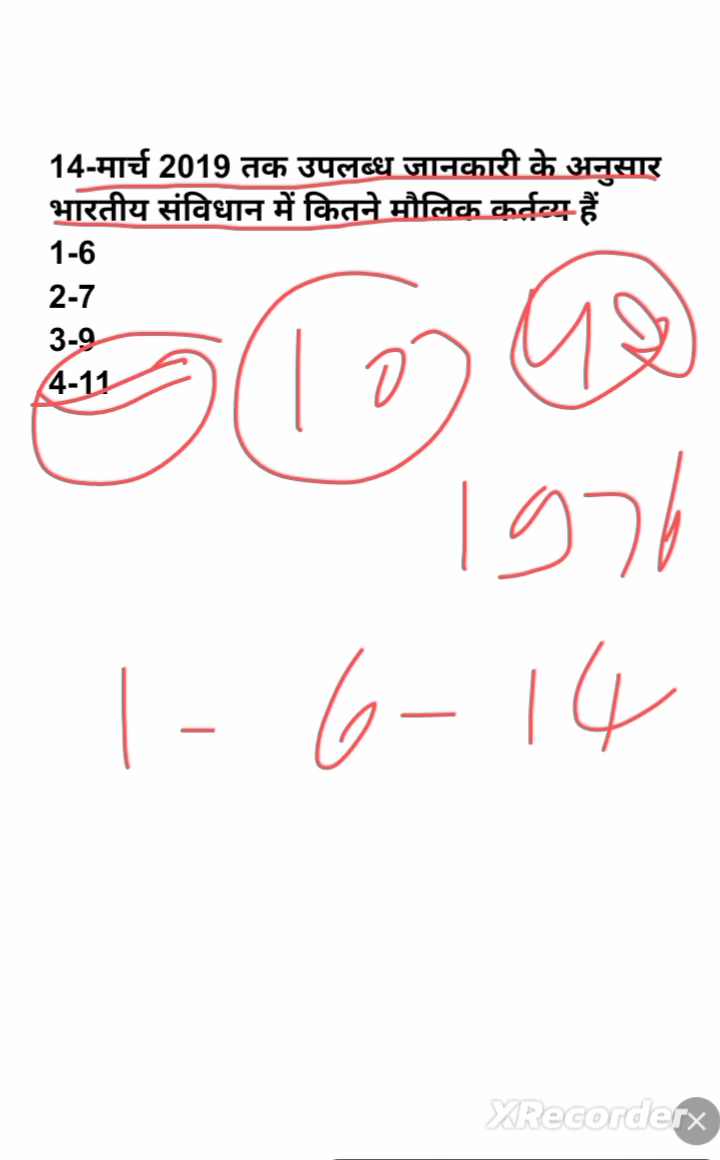 14-मार्च 2019 तक उपलब्ध जानकारी के अनुसार
भारतीय संविधान में कितने मौलिक कर्तव्य हैं
1-6
2-7
3-9
4-11
10
42
1976
1 - 6 - 14
XRecorder